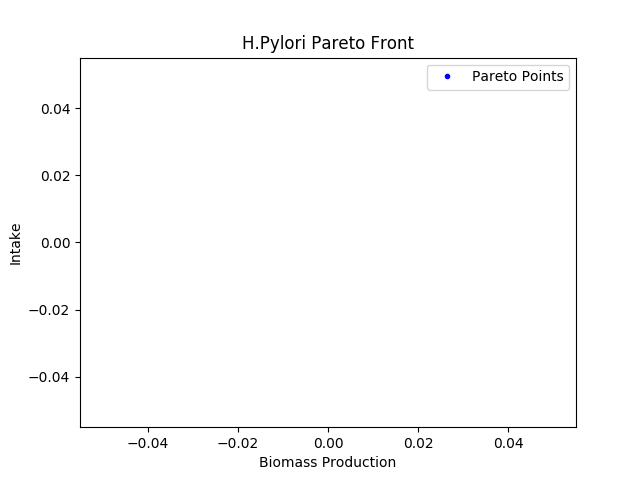 H.Pylori Pareto Front
Pareto Points
0.04
0.02
0.00
−0.02
−0.04
Intake
−0.04 −0.02 0.00 0.02 0.04
Biomass Production